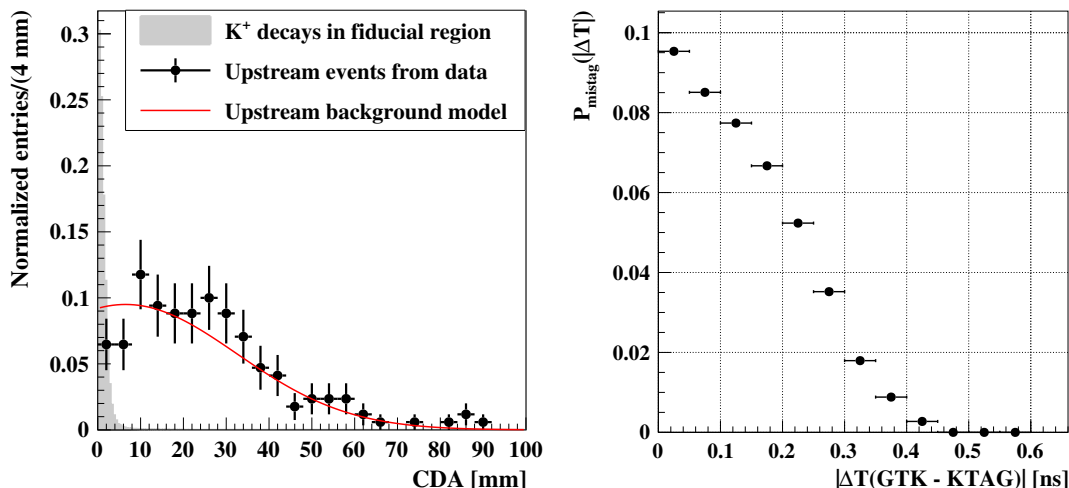 Normalized entries/(4 mm)
0.3
0.25
0.2
0.15
0.1
0.05
0
K⁺ decays in fiducial region
Upstream events from data
Upstream background model
0 10 20 30 40 50 60 70 80 90 100
CDA [mm]
P_mistag(|ΔT|)
0.1
0.08
0.06
0.04
0.02
0
0 0.1 0.2 0.3 0.4 0.5 0.6
|ΔT(GTK - KTAG)| [ns]